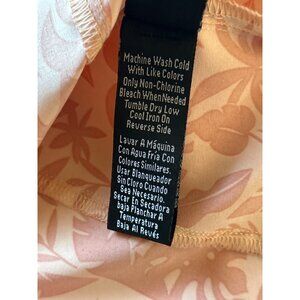 Machine Wash Cold
With Like Colors
Only Non-Chlorine
Bleach When Needed
Tumble Dry Low
Cool Iron On
Reverse Side
Lavar A Máquina
Con Agua Fria Con
Colores Similares.
Usar Blanqueador
Sin Cloro Cuando
Sea Necesario.
Secar En Secadora
baja Planchar A
Temperatura
Baja Al Revés